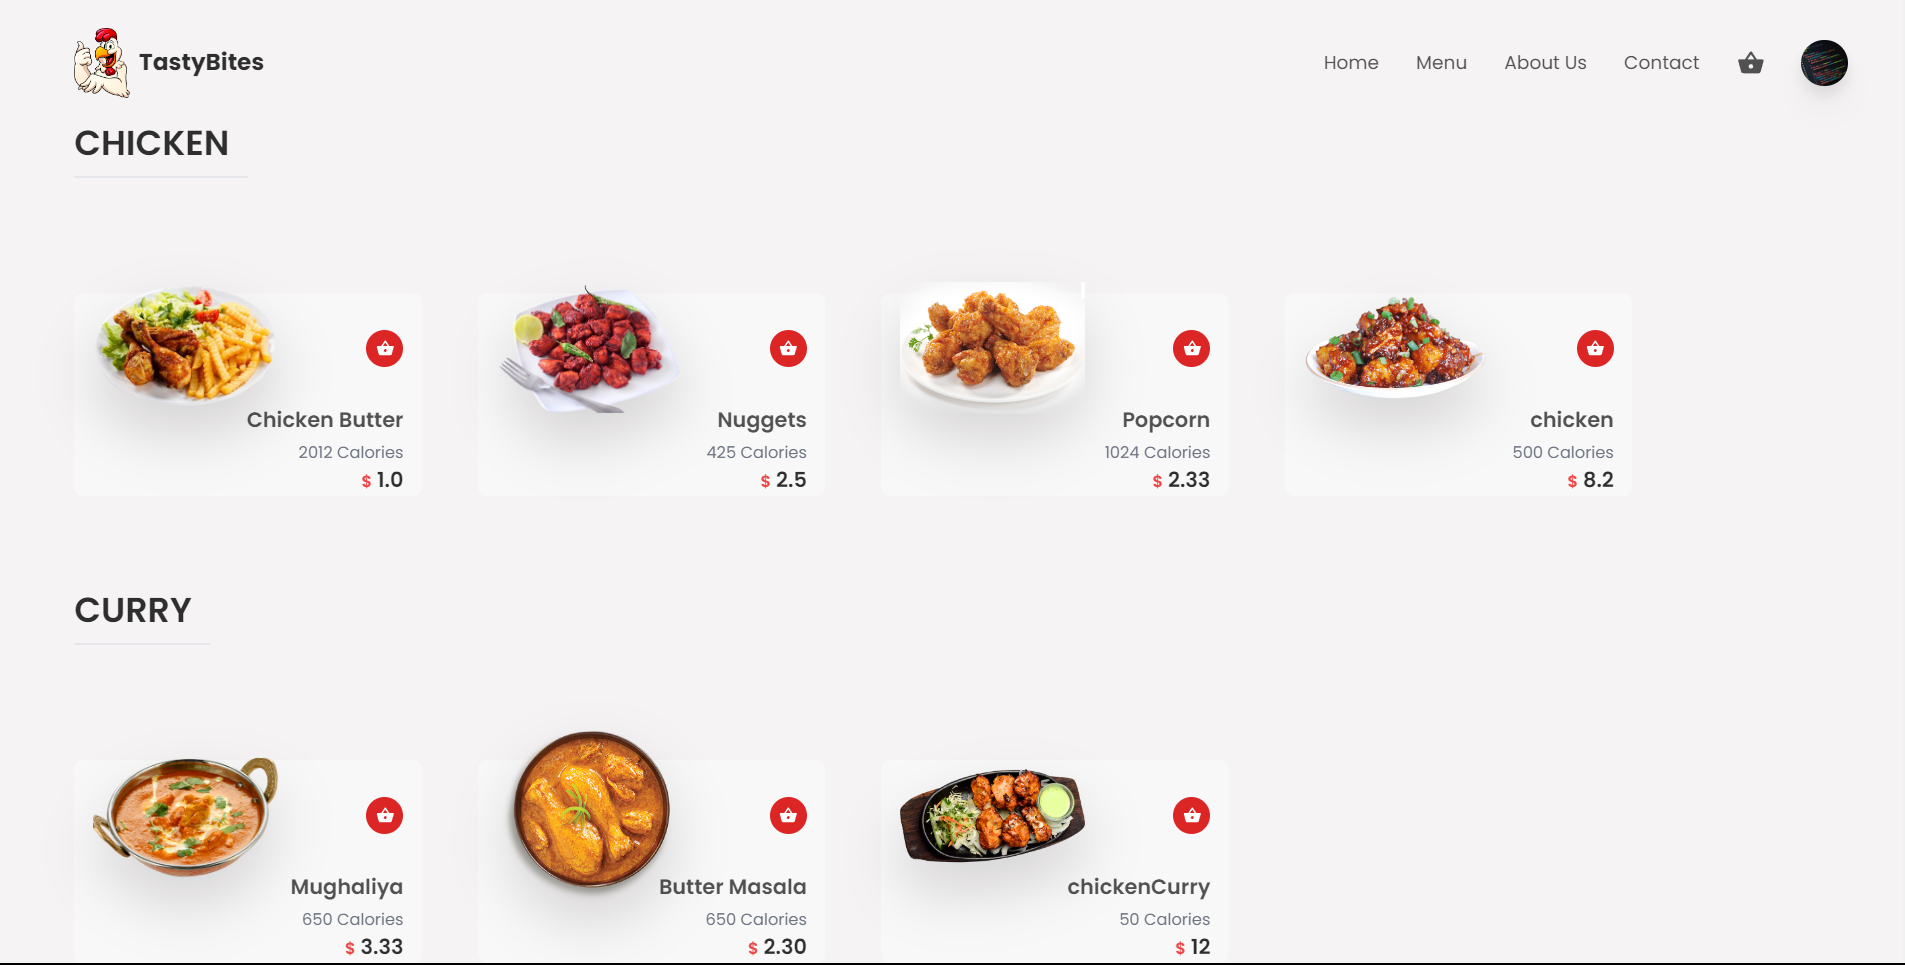 TastyBites
Home Menu About Us Contact
CHICKEN
Chicken Butter
2012 Calories
$ 1.0
Nuggets
425 Calories
$ 2.5
Popcorn
1024 Calories
$ 2.33
chicken
500 Calories
$ 8.2
CURRY
Mughaliya
650 Calories
$ 3.33
Butter Masala
650 Calories
$ 2.30
chickenCurry
50 Calories
$ 12